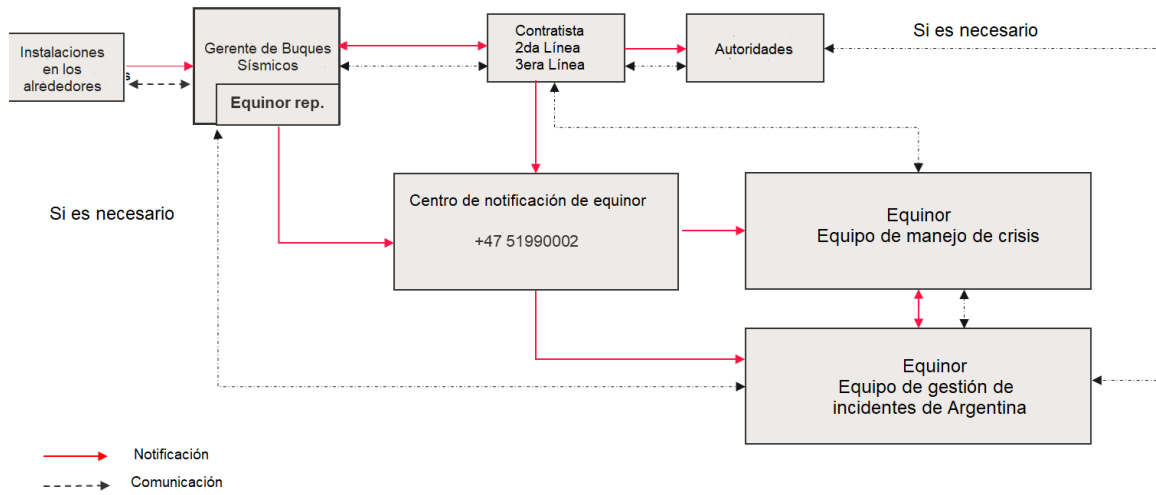 Instalaciones
en los
alrededores
s
Gerente de Buques
Sísmicos
Equinor rep.
Contratista
2da Línea
3era Línea
Autoridades
Si es necesario
Si es necesario
Centro de notificación de equinor
+47 51990002
Equinor
Equipo de manejo de crisis
Equinor
Equipo de gestión de
incidentes de Argentina
Notificación
Comunicación